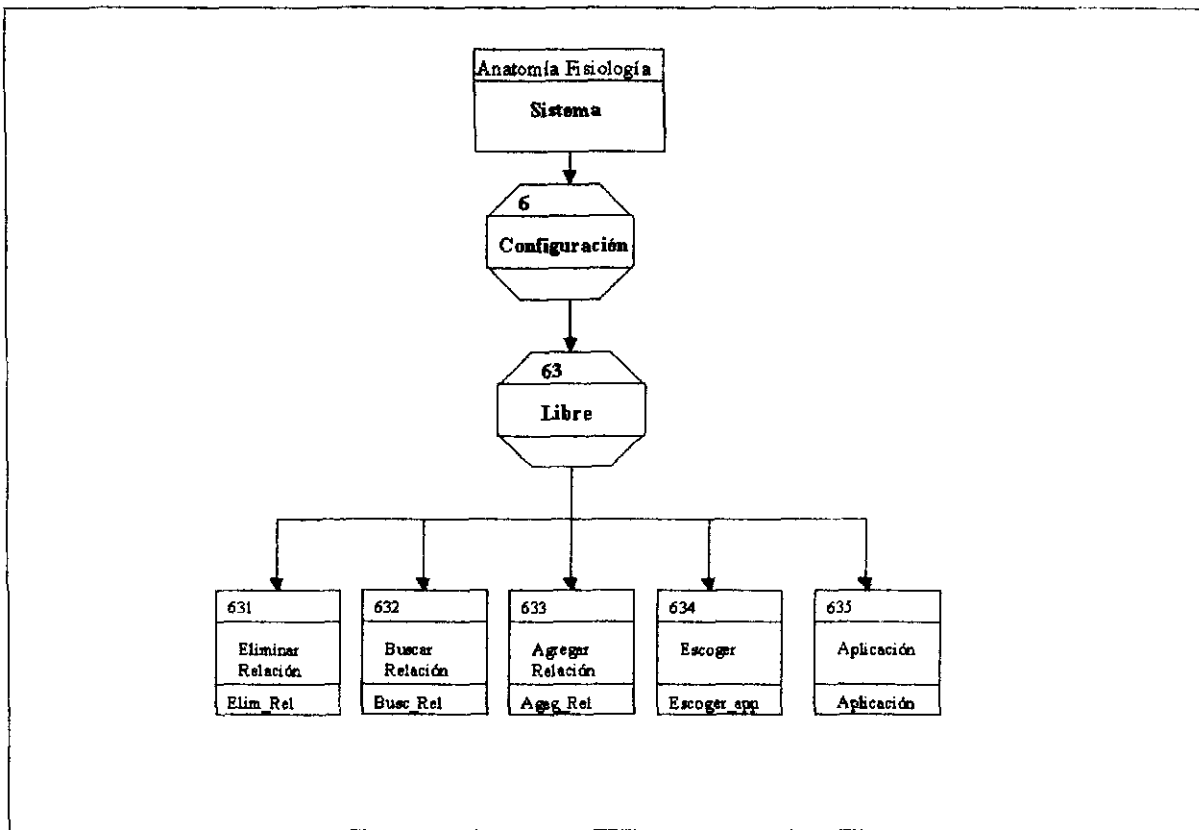 Anatomía Fisiología
Sistema
6
Configuración
63
Libre
631
Eliminar
Relación
Elim_Rel
632
Buscar
Relación
Busc_Rel
633
Agregar
Relación
Agag_Rel
634
Escoger
Escoger_app
635
Aplicación
Aplicación